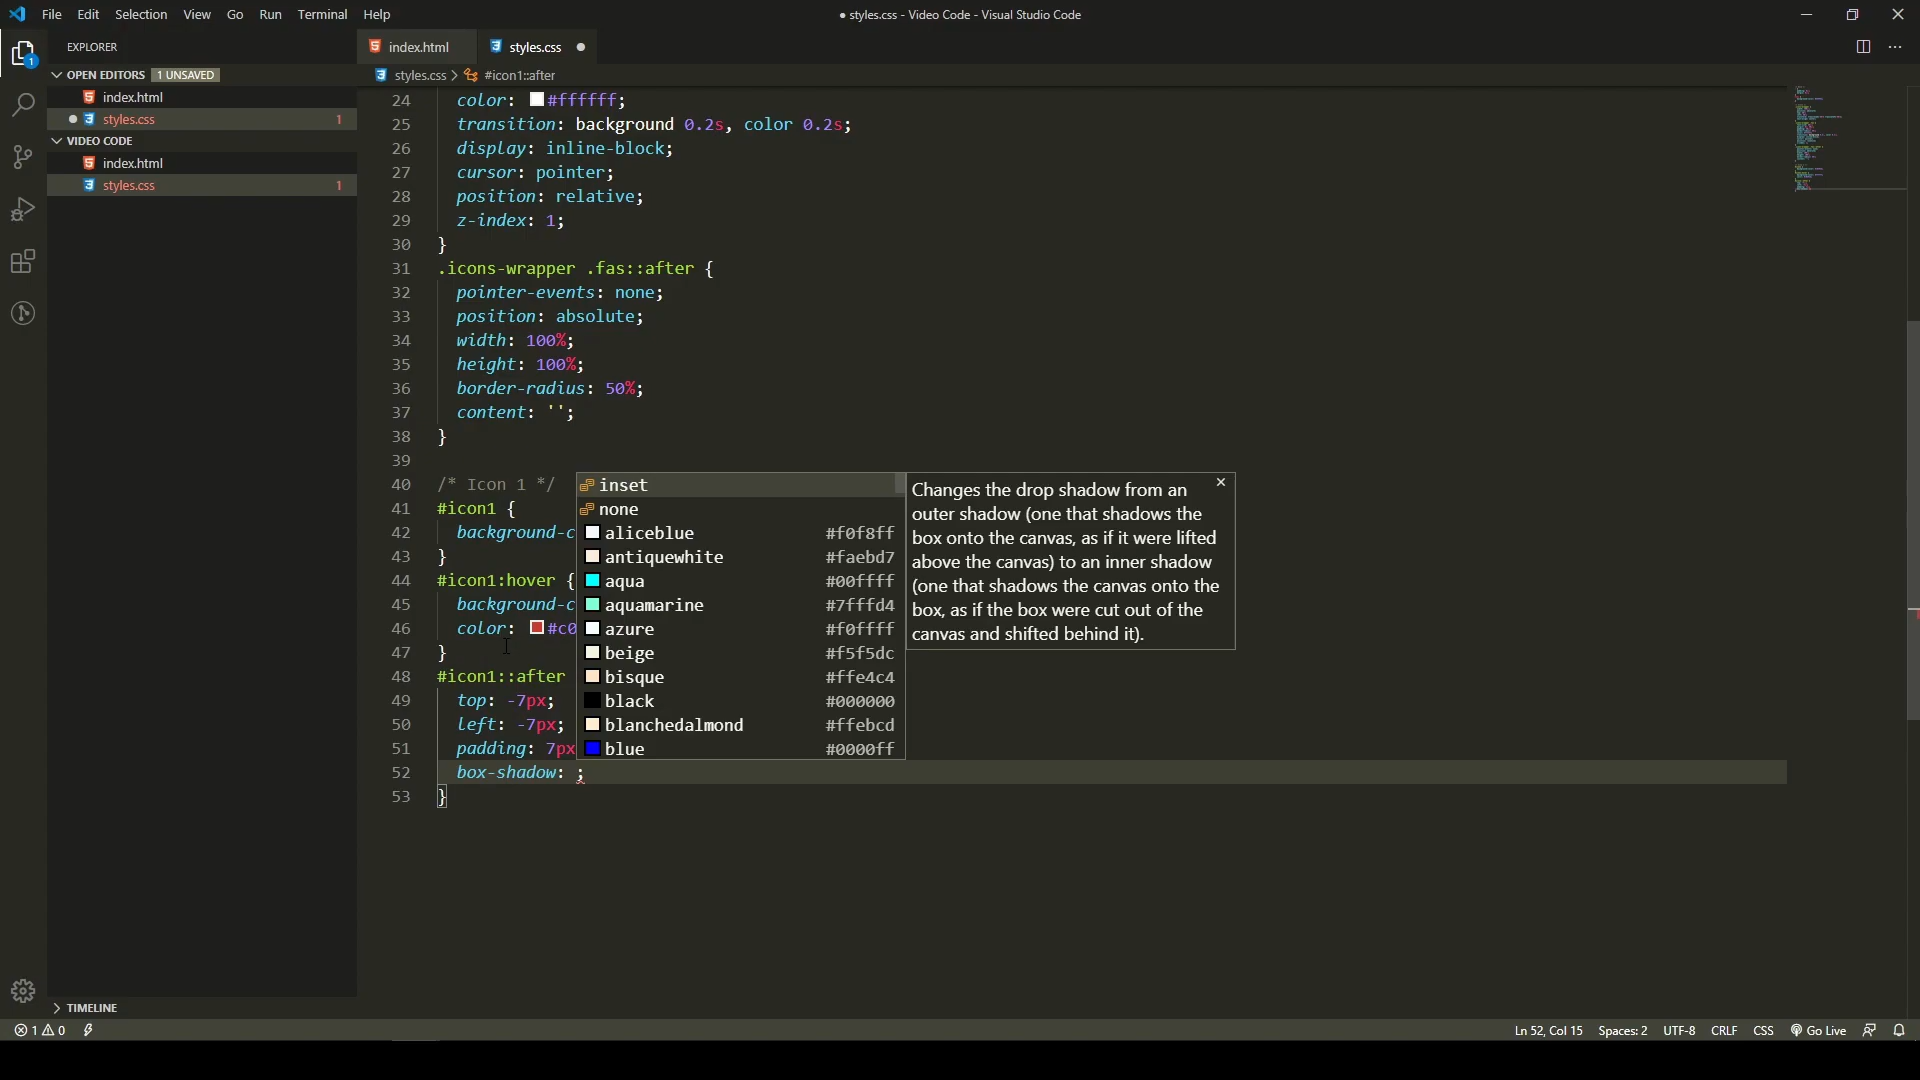 File Edit Selection View Go Run Terminal Help
● styles.css - Video Code - Visual Studio Code
EXPLORER
OPEN EDITORS 1 UNSAVED
index.html
styles.css 1
VIDEO CODE
index.html
styles.css 1
TIMELINE
1
index.html styles.css
styles.css > #icon1::after
24 color: #ffffff;
25 transition: background 0.2s, color 0.2s;
26 display: inline-block;
27 cursor: pointer;
28 position: relative;
29 z-index: 1;
30 }
31 .icons-wrapper .fas::after {
32 pointer-events: none;
33 position: absolute;
34 width: 100%;
35 height: 100%;
36 border-radius: 50%;
37 content: '';
38 }
39
40 /* Icon 1 */
41 #icon1 {
42 background-c
43 }
44 #icon1:hover {
45 background-c
46 color: #c0
47 }
48 #icon1::after
49 top: -7px;
50 left: -7px;
51 padding: 7px
52 box-shadow: ;
53 }
inset
none
aliceblue #f0f8ff
antiquewhite #faebd7
aqua #00ffff
aquamarine #7fffd4
azure #f0ffff
beige #f5f5dc
bisque #ffe4c4
black #000000
blanchedalmond #ffebcd
blue #0000ff
Changes the drop shadow from an
outer shadow (one that shadows the
box onto the canvas, as if it were lifted
above the canvas) to an inner shadow
(one that shadows the canvas onto the
box, as if the box were cut out of the
canvas and shifted behind it).
1 0
Ln 52, Col 15 Spaces: 2 UTF-8 CRLF CSS Go Live